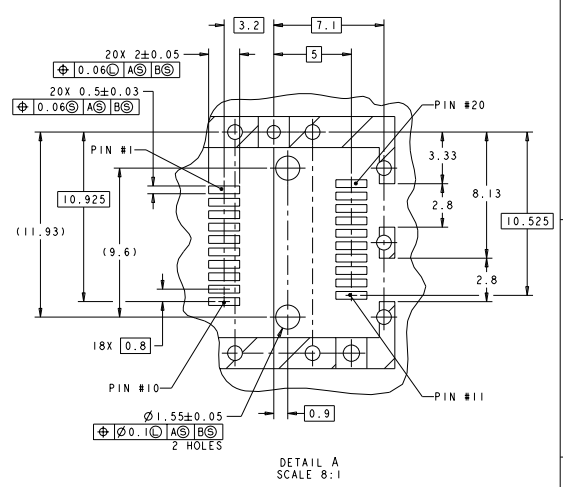 3.2
7.1
20X 2±0.05
⌖ 0.06Ⓛ AⓈ BⓈ
5
20X 0.5±0.03
⌖ 0.06Ⓢ AⓈ BⓈ
PIN #20
PIN #1
3.33
10.925
8.13
2.8
10.525
(11.93)
(9.6)
2.8
18X 0.8
PIN #10
PIN #11
Ø1.55±0.05
⌖ Ø0.1Ⓛ AⓈ BⓈ
2 HOLES
0.9
DETAIL A
SCALE 8:1